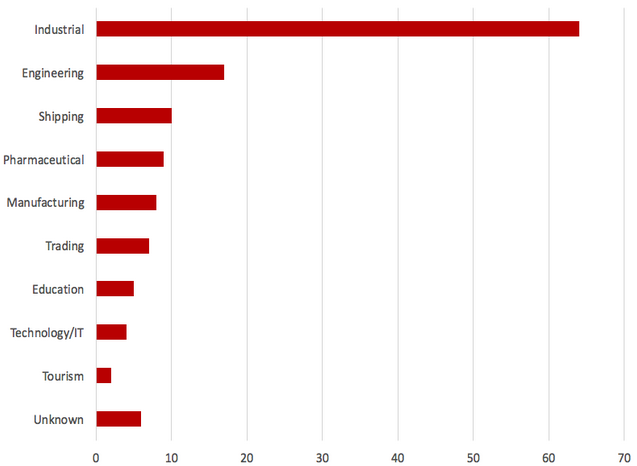 Industrial
Engineering
Shipping
Pharmaceutical
Manufacturing
Trading
Education
Technology/IT
Tourism
Unknown
0 10 20 30 40 50 60 70